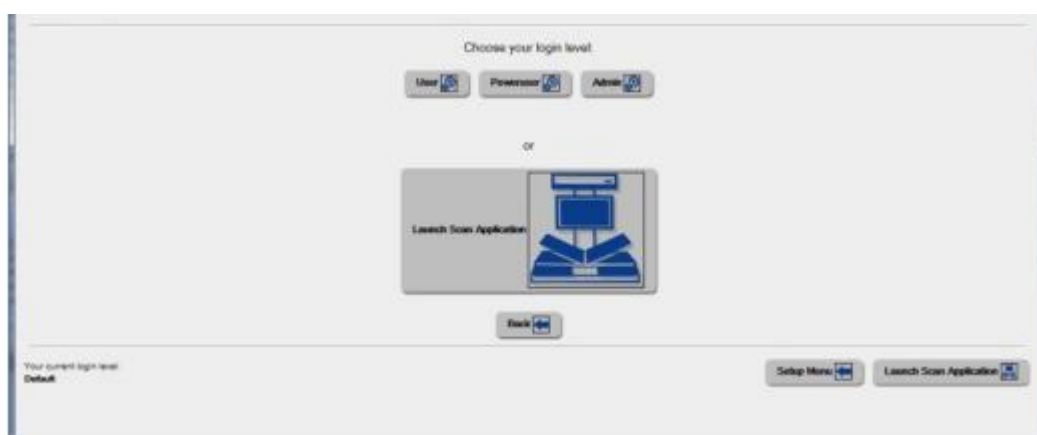 Choose your login level:
User Poweruser Admin
or
Launch Scan Application
Back
Your current login level:
Default
Setup Menu Launch Scan Application